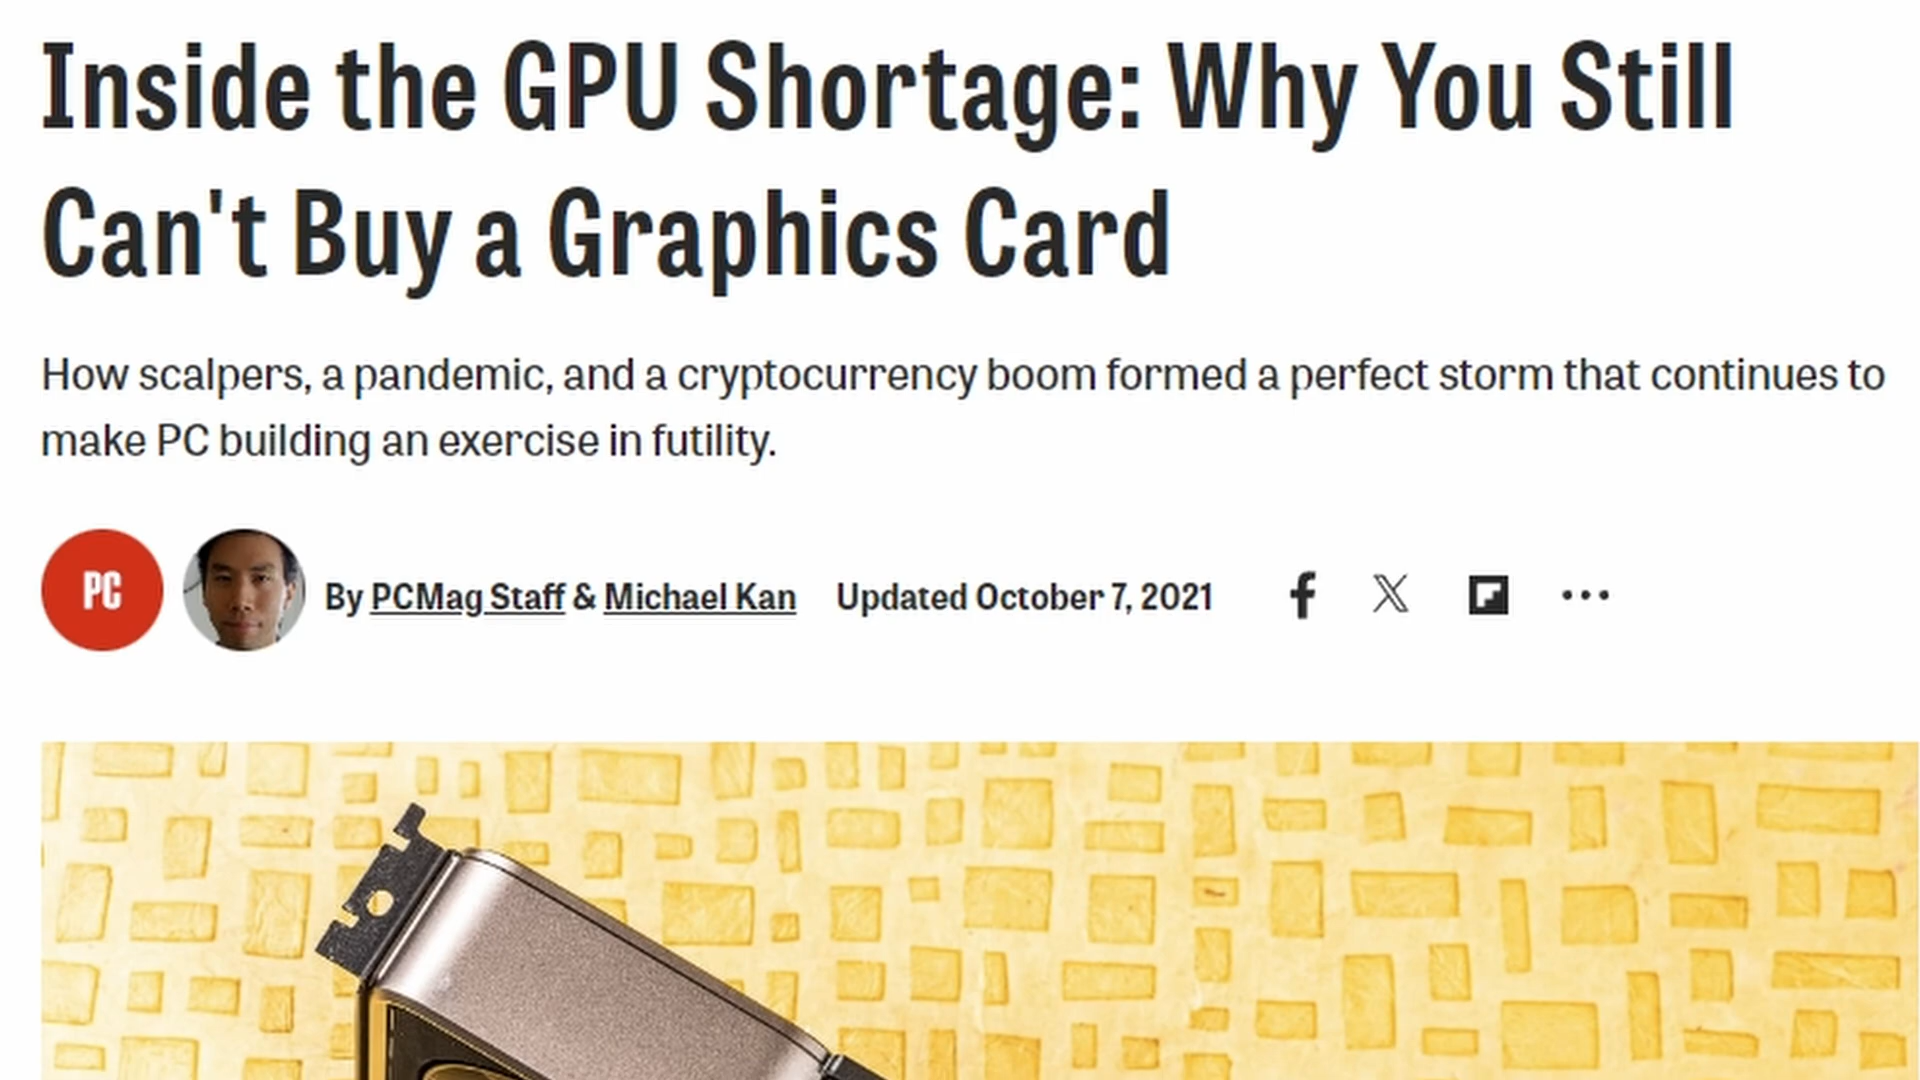 Inside the GPU Shortage: Why You Still
Can't Buy a Graphics Card
How scalpers, a pandemic, and a cryptocurrency boom formed a perfect storm that continues to
make PC building an exercise in futility.
PC
By PCMag Staff & Michael Kan Updated October 7, 2021